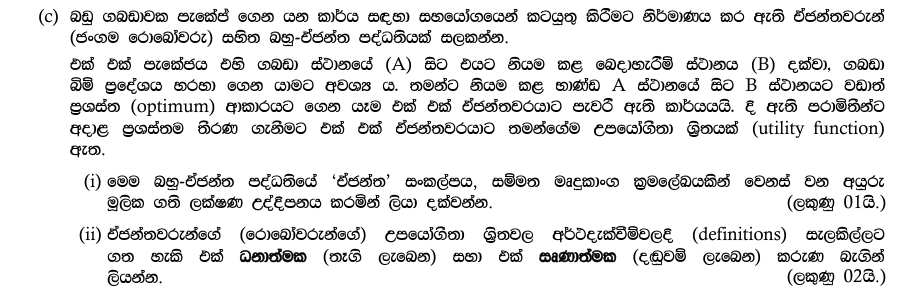 (c) බඩු ගබඩාවක පැකේජ් ගෙන යන කාර්ය සඳහා සහයෝගයෙන් කටයුතු කිරීමට නිර්මාණය කර ඇති ඒජන්තවරුන්
(ජංගම රොබෝවරු) සහිත බහු-ඒජන්ත පද්ධතියක් සලකන්න.
එක් එක් පැකේජය එහි ගබඩා ස්ථානයේ (A) සිට එයට නියම කළ බෙදාහැරීම් ස්ථානය (B) දක්වා, ගබඩා
බිම් ප්‍රදේශය හරහා ගෙන යාමට අවශ්‍ය ය. තමන්ට නියම කළ භාණ්ඩ A ස්ථානයේ සිට B ස්ථානයට වඩාත්
ප්‍රශස්ත (optimum) ආකාරයට ගෙන යෑම එක් එක් ඒජන්තවරයාට පැවරී ඇති කාර්යයයි. දී ඇති පරාමිතීන්ට
අදාළ ප්‍රශස්තම තීරණ ගැනීමට එක් එක් ඒජන්තවරයාට තමන්ගේම උපයෝගීතා ශ්‍රිතයක් (utility function)
ඇත.
(i) මෙම බහු-ඒජන්ත පද්ධතියේ ‘ඒජන්ත’ සංකල්පය, සම්මත මෘදුකාංග ක්‍රමලේඛයකින් වෙනස් වන අයුරු
මූලික ගති ලක්ෂණ උද්දීපනය කරමින් ලියා දක්වන්න. (ලකුණු 01යි.)
(ii) ඒජන්තවරුන්ගේ (රොබෝවරුන්ගේ) උපයෝගීතා ශ්‍රිතවල අර්ථදැක්වීම්වලදී (definitions) සැලකිල්ලට
ගත හැකි එක් ධනාත්මක (තෑගි ලැබෙන) සහා එක් සෘණාත්මක (දඬුවම් ලැබෙන) කරුණ බැගින්
ලියන්න. (ලකුණු 02යි.)